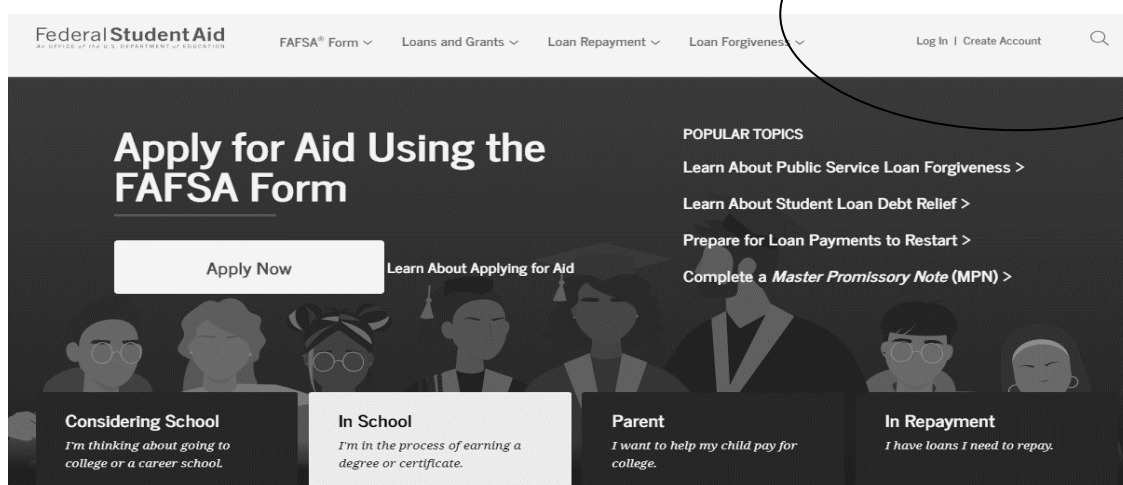 Federal Student Aid
An OFFICE of the U.S. DEPARTMENT of EDUCATION
FAFSA® Form
Loans and Grants
Loan Repayment
Loan Forgiveness
Log In | Create Account
Apply for Aid Using the
FAFSA Form
Apply Now
Learn About Applying for Aid
POPULAR TOPICS
Learn About Public Service Loan Forgiveness >
Learn About Student Loan Debt Relief >
Prepare for Loan Payments to Restart >
Complete a Master Promissory Note (MPN) >
Considering School
I'm thinking about going to
college or a career school.
In School
I'm in the process of earning a
degree or certificate.
Parent
I want to help my child pay for
college.
In Repayment
I have loans I need to repay.